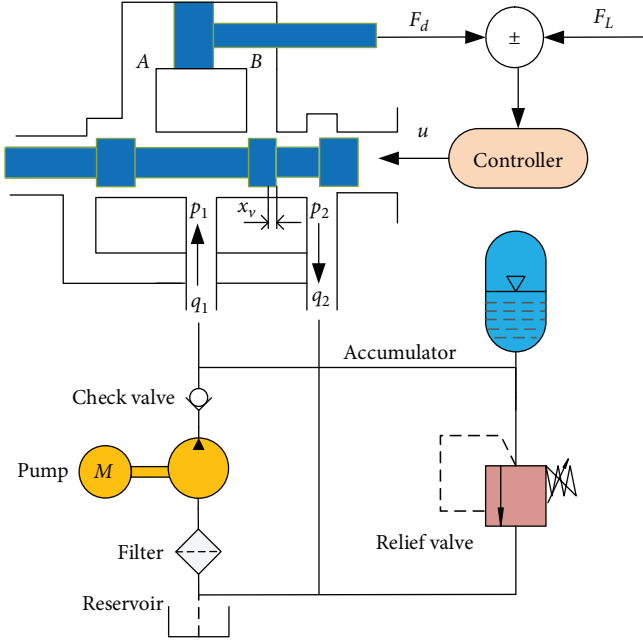 F_d
F_L
±
A
B
u
Controller
p_1
x_v
p_2
q_1
q_2
Accumulator
Check valve
Pump
M
Filter
Relief valve
Reservoir